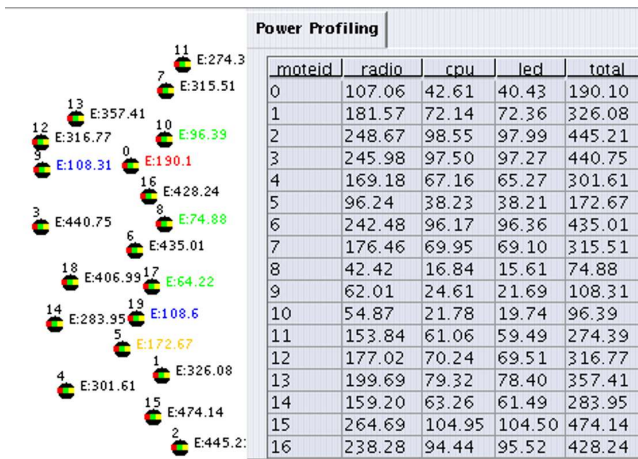 11
E:274.3
7
E:315.51
13
E:357.41
12
E:316.77
10
E:96.39
9
E:108.31
0
E:190.1
16
E:428.24
3
E:440.75
8
E:74.88
6
E:435.01
18
E:406.99
17
E:64.22
14
E:283.95
19
E:108.6
5
E:172.67
1
E:326.08
4
E:301.61
15
E:474.14
2
E:445.21
Power Profiling
moteid radio cpu led total
0 107.06 42.61 40.43 190.10
1 181.57 72.14 72.36 326.08
2 248.67 98.55 97.99 445.21
3 245.98 97.50 97.27 440.75
4 169.18 67.16 65.27 301.61
5 96.24 38.23 38.21 172.67
6 242.48 96.17 96.36 435.01
7 176.46 69.95 69.10 315.51
8 42.42 16.84 15.61 74.88
9 62.01 24.61 21.69 108.31
10 54.87 21.78 19.74 96.39
11 153.84 61.06 59.49 274.39
12 177.02 70.24 69.51 316.77
13 199.69 79.32 78.40 357.41
14 159.20 63.26 61.49 283.95
15 264.69 104.95 104.50 474.14
16 238.28 94.44 95.52 428.24